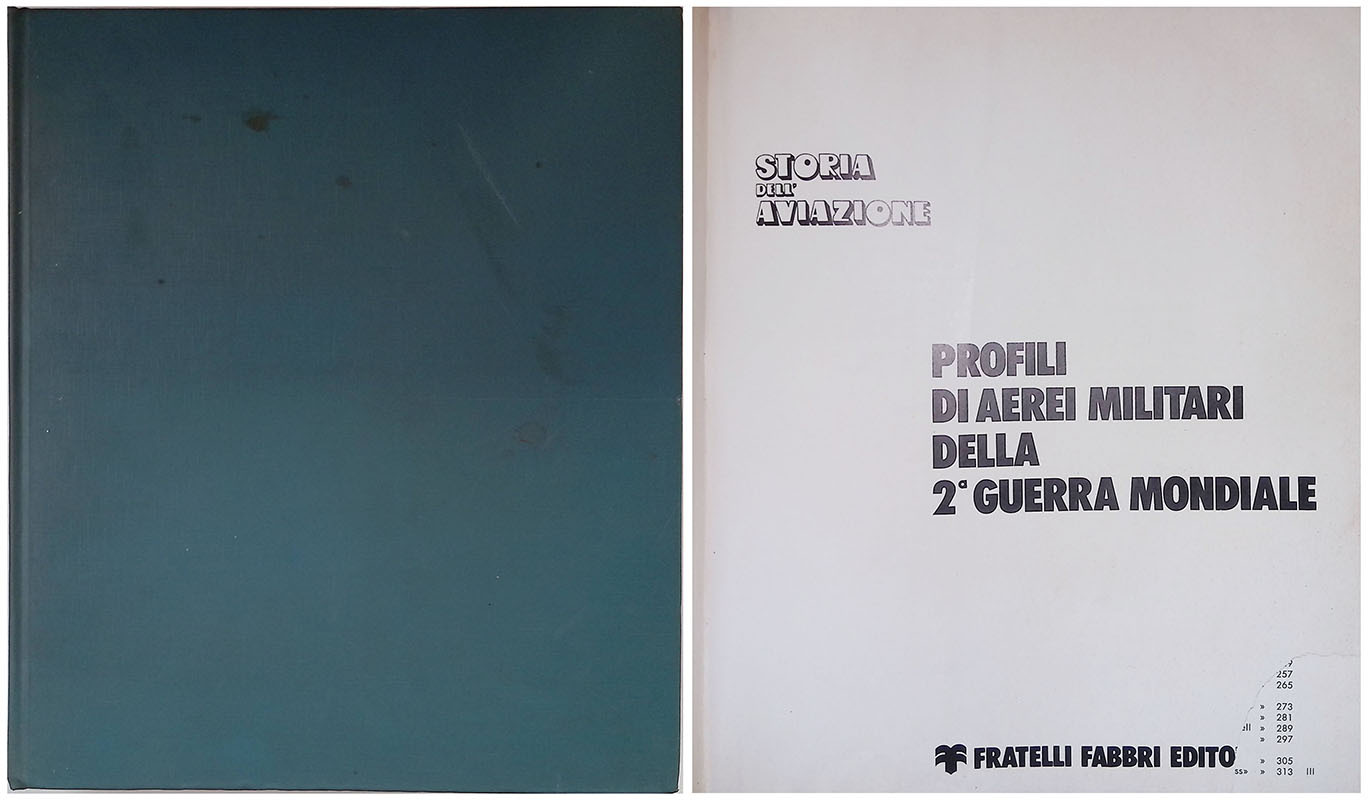 STORIA
DELL'
AVIAZIONE
PROFILI
DI AEREI MILITARI
DELLA
2ª GUERRA MONDIALE
257
265
» 273
» 281
» 289
» 297
» 305
» 313 III
FRATELLI FABBRI EDITO